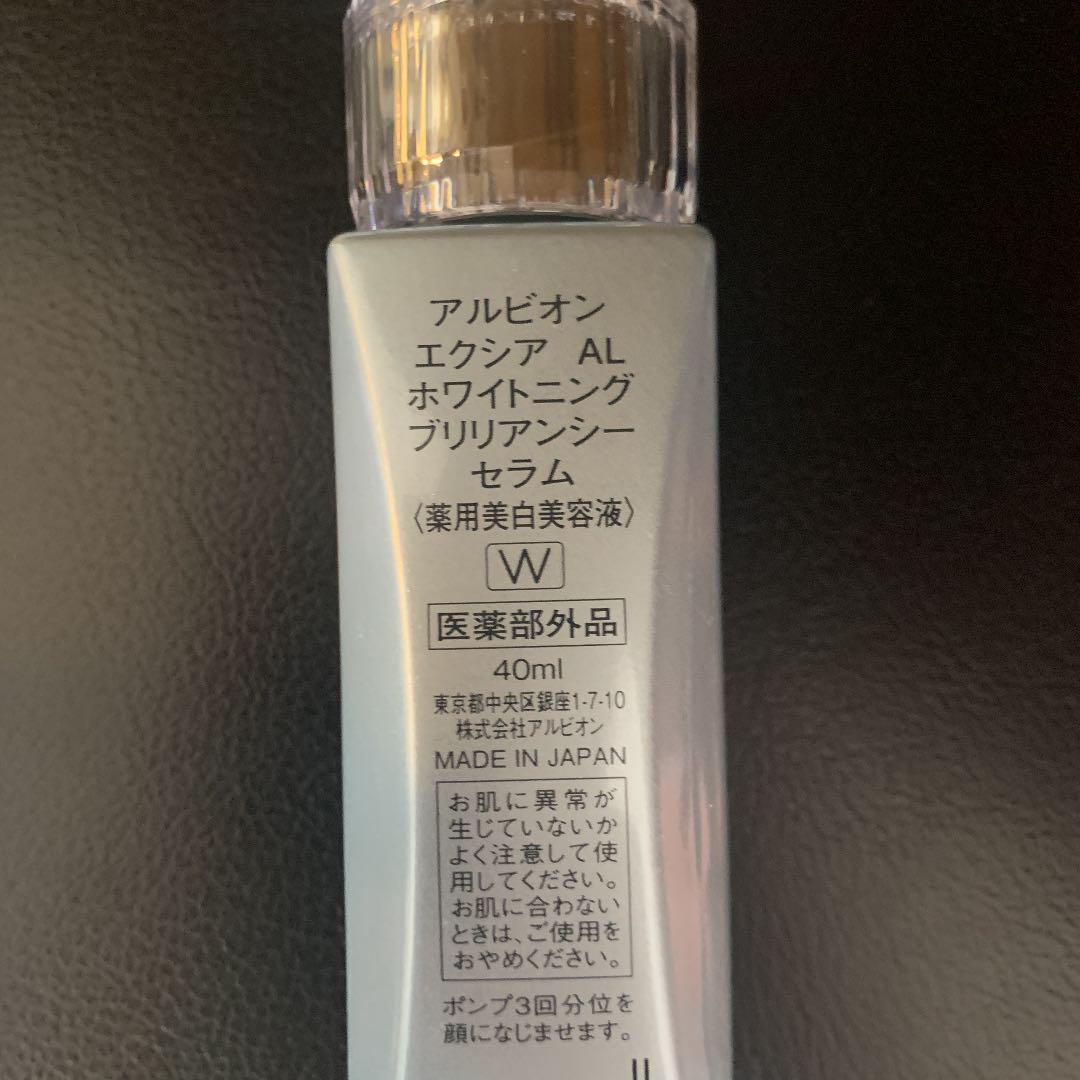 アルビオン
エクシア AL
ホワイトニング
ブリリアンシー
セラム
〈薬用美白美容液〉
W
医薬部外品
40ml
東京都中央区銀座1-7-10
株式会社アルビオン
MADE IN JAPAN
お肌に異常が
生じていないか
よく注意して使
用してください。
お肌に合わない
ときは、ご使用を
おやめください。
ポンプ3回分位を
顔になじませます。